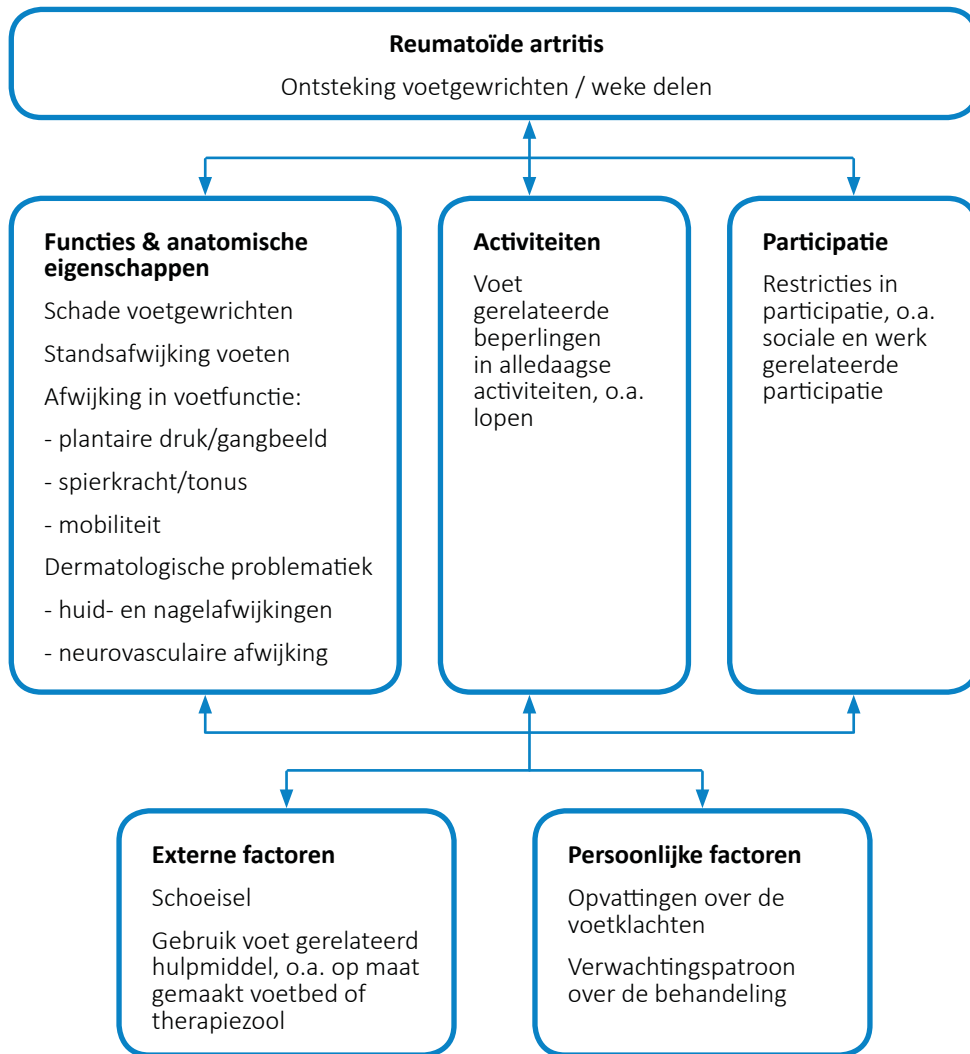 Reumatoïde artritis
Ontsteking voetgewrichten / weke delen
Functies & anatomische
eigenschappen
Schade voetgewrichten
Standsafwijking voeten
Afwijking in voetfunctie:
- plantaire druk/gangbeeld
- spierkracht/tonus
- mobiliteit
Dermatologische problematiek
- huid- en nagelafwijkingen
- neurovasculaire afwijking
Activiteiten
Voet
gerelateerde
beperlingen
in alledaagse
activiteiten, o.a.
lopen
Participatie
Restricties in
participatie, o.a.
sociale en werk
gerelateerde
participatie
Externe factoren
Schoeisel
Gebruik voet gerelateerd
hulpmiddel, o.a. op maat
gemaakt voetbed of
therapiezool
Persoonlijke factoren
Opvattingen over de
voetklachten
Verwachtingspatroon
over de behandeling